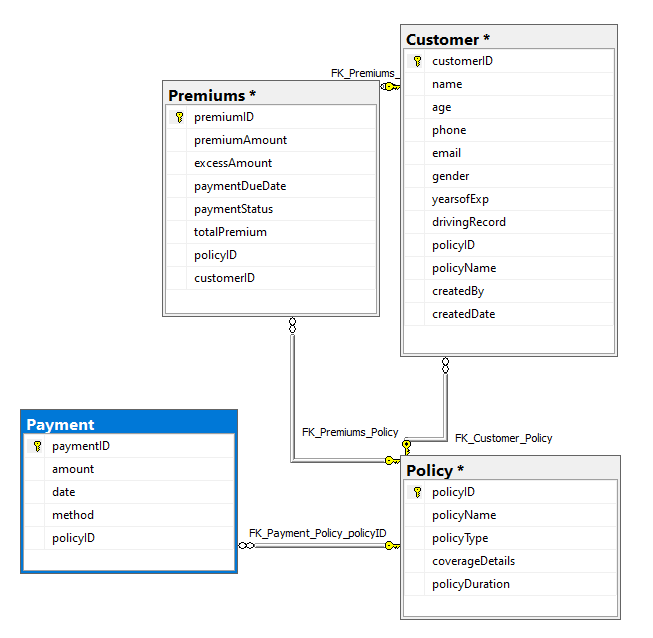 Customer *
customerID
name
age
phone
email
gender
yearsofExp
drivingRecord
policyID
policyName
createdBy
createdDate
FK_Premiums_
Premiums *
premiumID
premiumAmount
excessAmount
paymentDueDate
paymentStatus
totalPremium
policyID
customerID
FK_Premiums_Policy
FK_Customer_Policy
Payment
paymentID
amount
date
method
policyID
FK_Payment_Policy_policyID
Policy *
policyID
policyName
policyType
coverageDetails
policyDuration